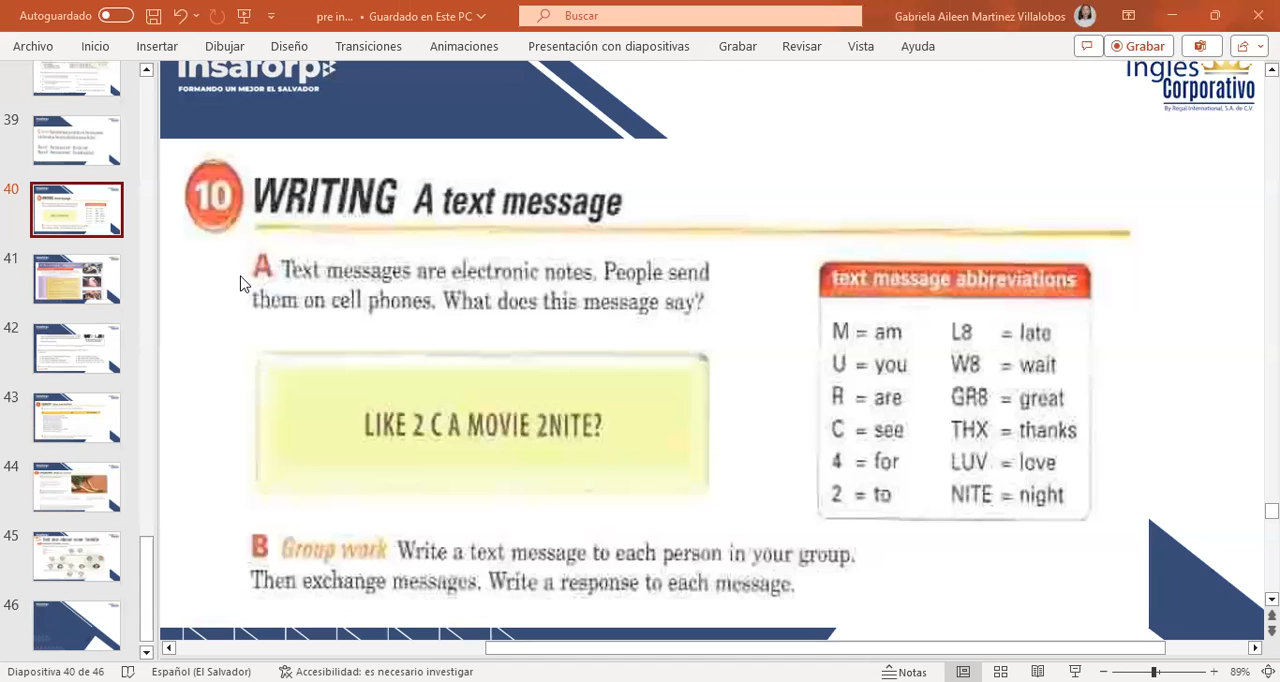 Autoguardado
pre in... • Guardado en Este PC
Buscar
Gabriela Aileen Martinez Villalobos
Archivo Inicio Insertar Dibujar Diseño Transiciones Animaciones Presentación con diapositivas Grabar Revisar Vista Ayuda Grabar
39
40
41
42
43
44
45
46
insaforp
FORMANDO UN MEJOR EL SALVADOR
Inglés
Corporativo
By Regal International, S.A. de C.V.
10 WRITING A text message
A Text messages are electronic notes. People send
them on cell phones. What does this message say?
LIKE 2 C A MOVIE 2NITE?
text message abbreviations
M = am L8 = late
U = you W8 = wait
R = are GR8 = great
C = see THX = thanks
4 = for LUV = love
2 = to NITE = night
B Group work Write a text message to each person in your group.
Then exchange messages. Write a response to each message.
Diapositiva 40 de 46 Español (El Salvador) Accesibilidad: es necesario investigar Notas 89%